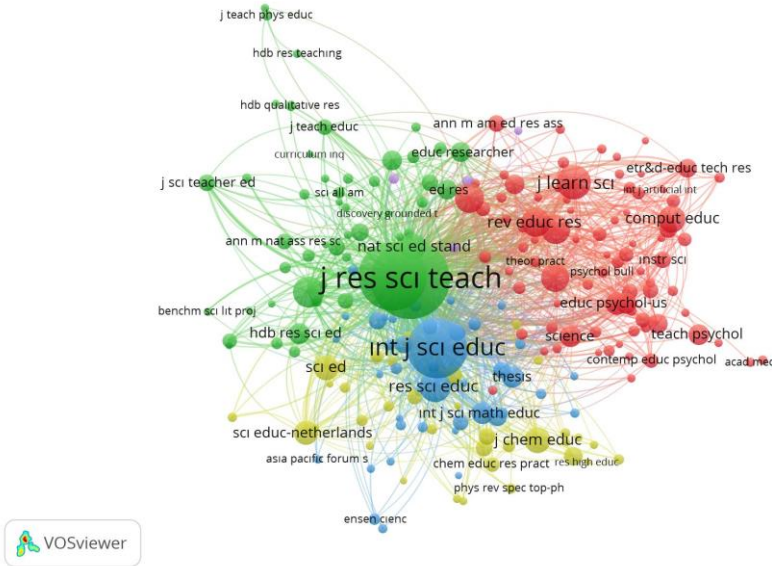 j teach phys educ
hdb res teaching
hdb qualitative res
j teach educ
ann m am ed res ass
curriculum inq
educ researcher
etr&d-educ tech res
j sci teacher ed
sci all am
ed res
j learn sci
int j artificial int
discovery grounded t
rev educ res
comput educ
ann m nat ass res sc
nat sci ed stand
theor pract
psychol bull
instr sci
j res sci teach
educ psychol-us
benchm sci lit proj
hdb res sci ed
science
teach psychol
int j sci educ
contemp educ psychol
acad med
sci ed
res sci educ
thesis
int j sci math educ
sci educ-netherlands
j chem educ
asia pacific forum s
chem educ res pract
res high educ
phys rev spec top-ph
ensen cienc
VOSviewer